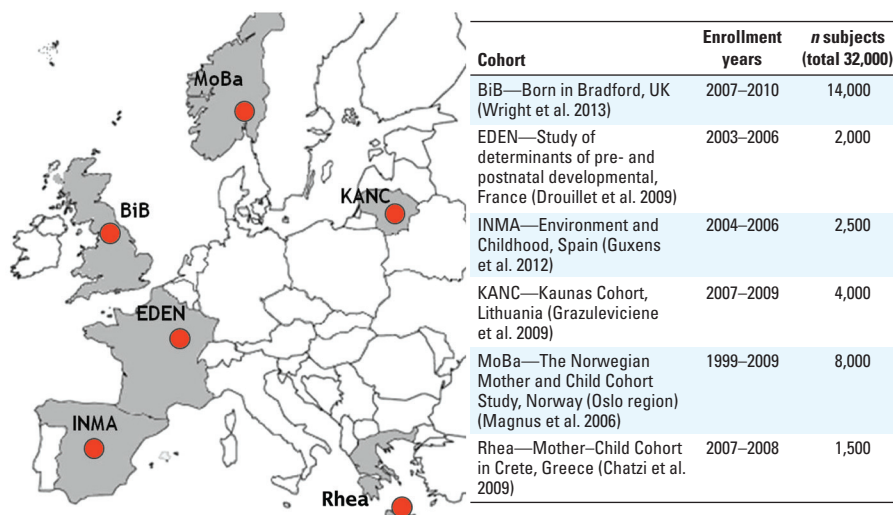 MoBa
KANC
BiB
EDEN
INMA
Rhea
Enrollment n subjects
Cohort years (total 32,000)
BiB—Born in Bradford, UK 2007–2010 14,000
(Wright et al. 2013)
EDEN—Study of 2003–2006 2,000
determinants of pre- and
postnatal developmental,
France (Drouillet et al. 2009)
INMA—Environment and 2004–2006 2,500
Childhood, Spain (Guxens
et al. 2012)
KANC—Kaunas Cohort, 2007–2009 4,000
Lithuania (Grazuleviciene
et al. 2009)
MoBa—The Norwegian 1999–2009 8,000
Mother and Child Cohort
Study, Norway (Oslo region)
(Magnus et al. 2006)
Rhea—Mother–Child Cohort 2007–2008 1,500
in Crete, Greece (Chatzi et al.
2009)